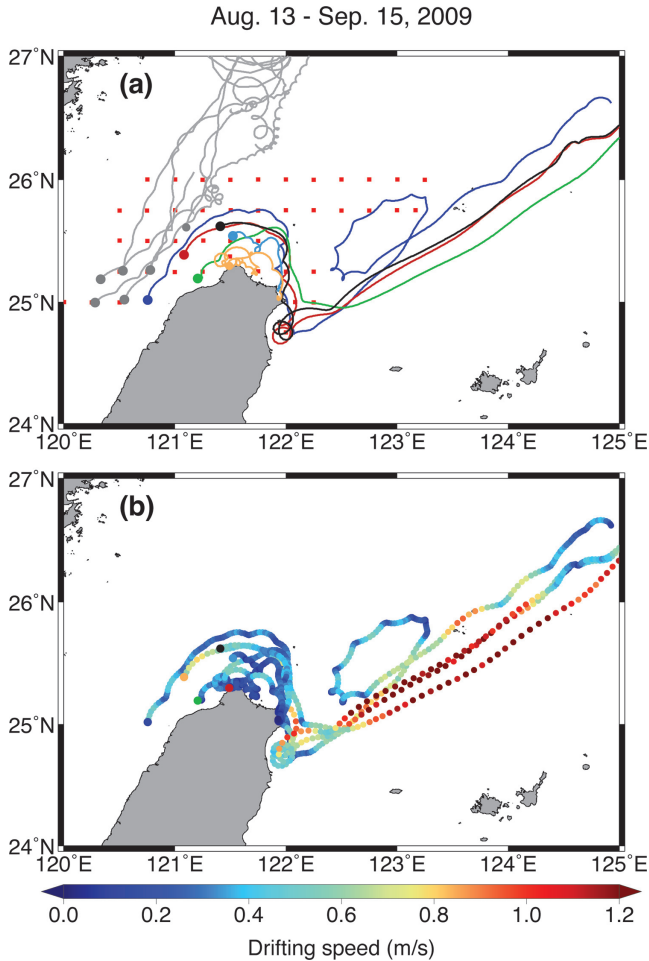 Aug. 13 - Sep. 15, 2009
27˚N
(a)
26˚N
25˚N
24˚N
120˚E 121˚E 122˚E 123˚E 124˚E 125˚E
27˚N
(b)
26˚N
25˚N
24˚N
120˚E 121˚E 122˚E 123˚E 124˚E 125˚E
0.0 0.2 0.4 0.6 0.8 1.0 1.2
Drifting speed (m/s)